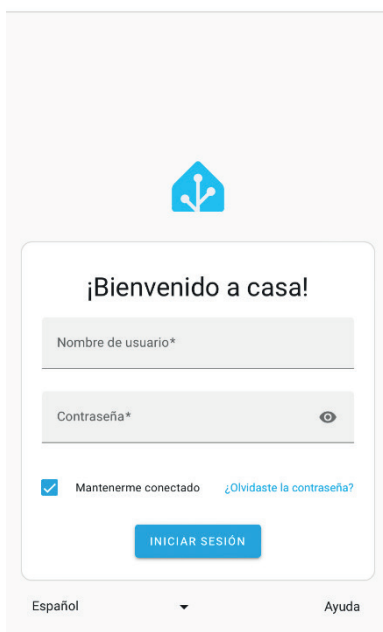 ¡Bienvenido a casa!
Nombre de usuario*
Contraseña*
Mantenerme conectado ¿Olvidaste la contraseña?
INICIAR SESIÓN
Español Ayuda